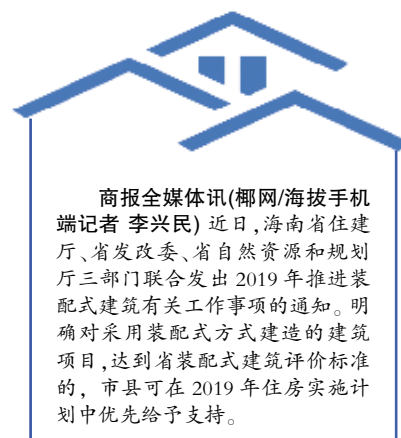 商报全媒体讯(椰网/海拔手机
端记者 李兴民) 近日,海南省住建
厅、省发改委、省自然资源和规划
厅三部门联合发出 2019 年推进装
配式建筑有关工作事项的通知。明
确对采用装配式方式建造的建筑
项目,达到省装配式建筑评价标准
的, 市县可在 2019 年住房实施计
划中优先给予支持。